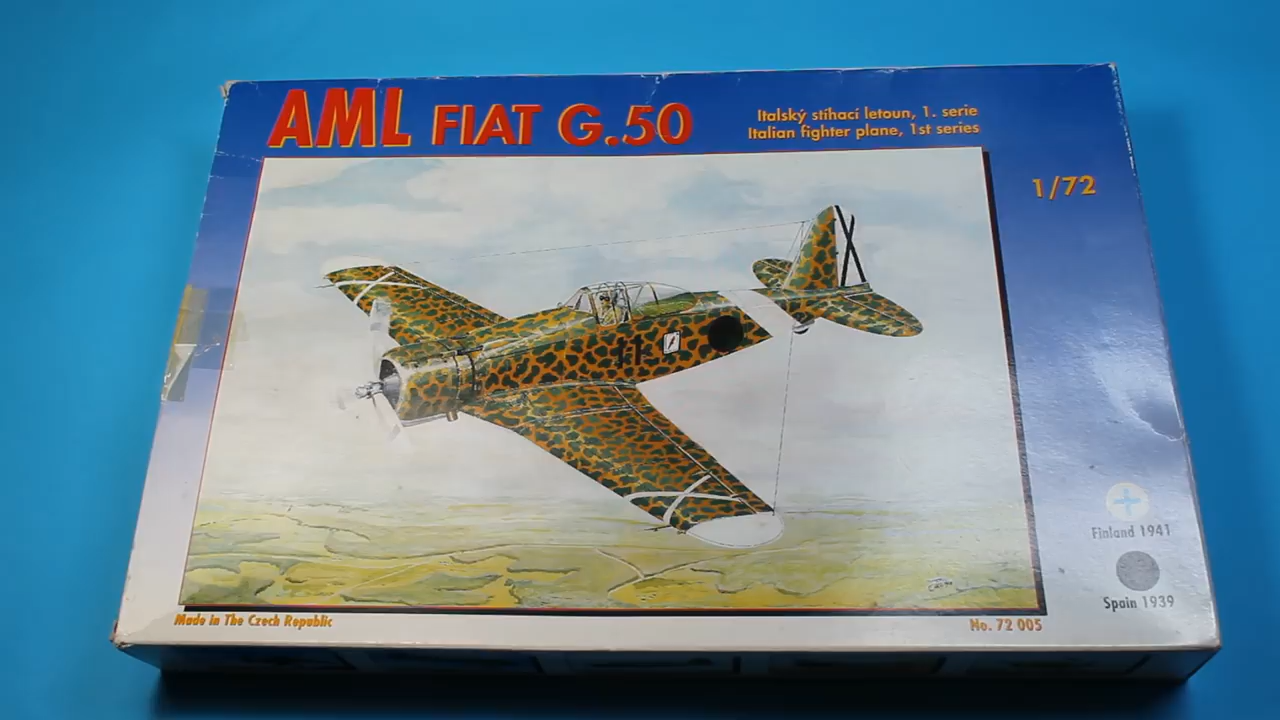 AML FIAT G.50
Italský stíhací letoun, 1. serie
Italian fighter plane, 1st series
1/72
Finland 1941
Spain 1939
Made in The Czech Republic
No. 72 005